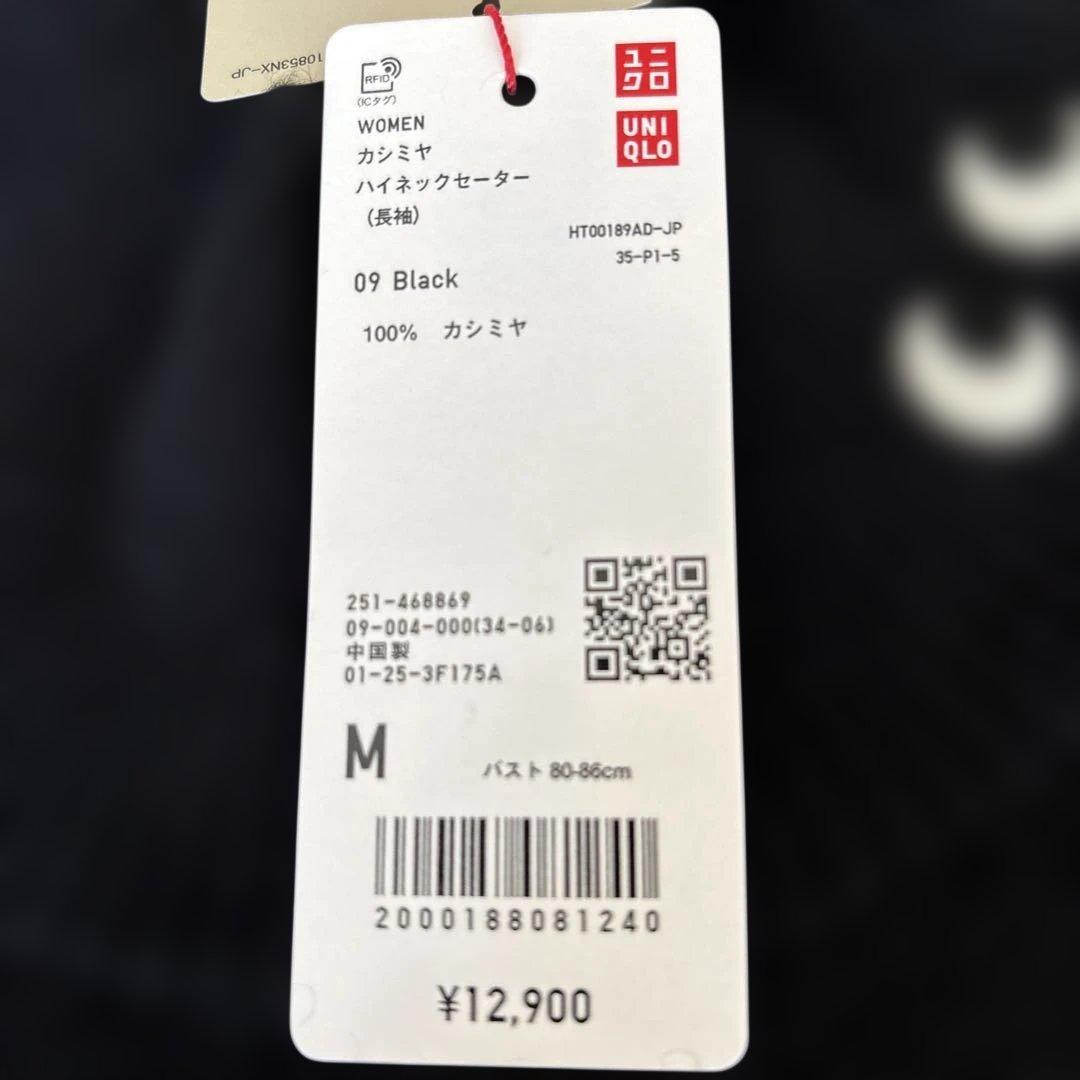 10853NX-JP
RFID
(ICタグ)
ユニ
クロ
UNI
QLO
WOMEN
カシミヤ
ハイネックセーター
(長袖)
HT00189AD-JP
35-P1-5
09 Black
100% カシミヤ
251-468869
09-004-000(34-06)
中国製
01-25-3F175A
M
バスト 80-86cm
2000188081240
¥12,900